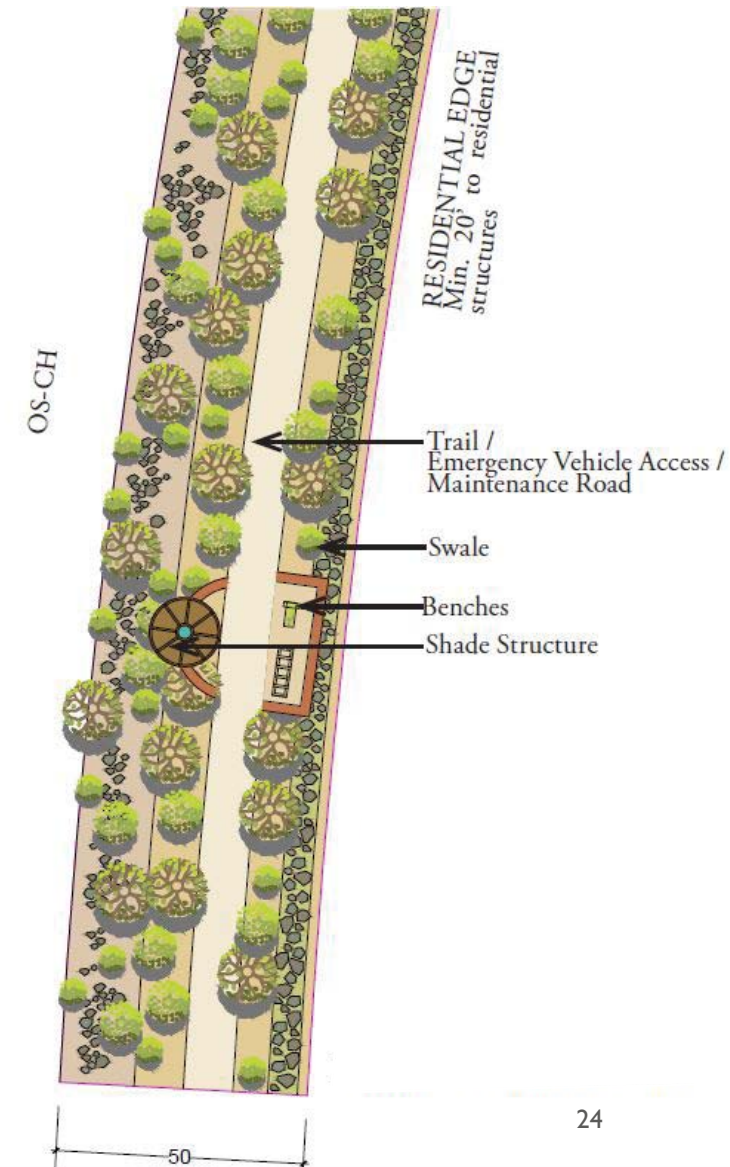 RESIDENTIAL EDGE
Min. 20' to residential
structures
OS-CH
Trail /
Emergency Vehicle Access /
Maintenance Road
Swale
Benches
Shade Structure
24
50